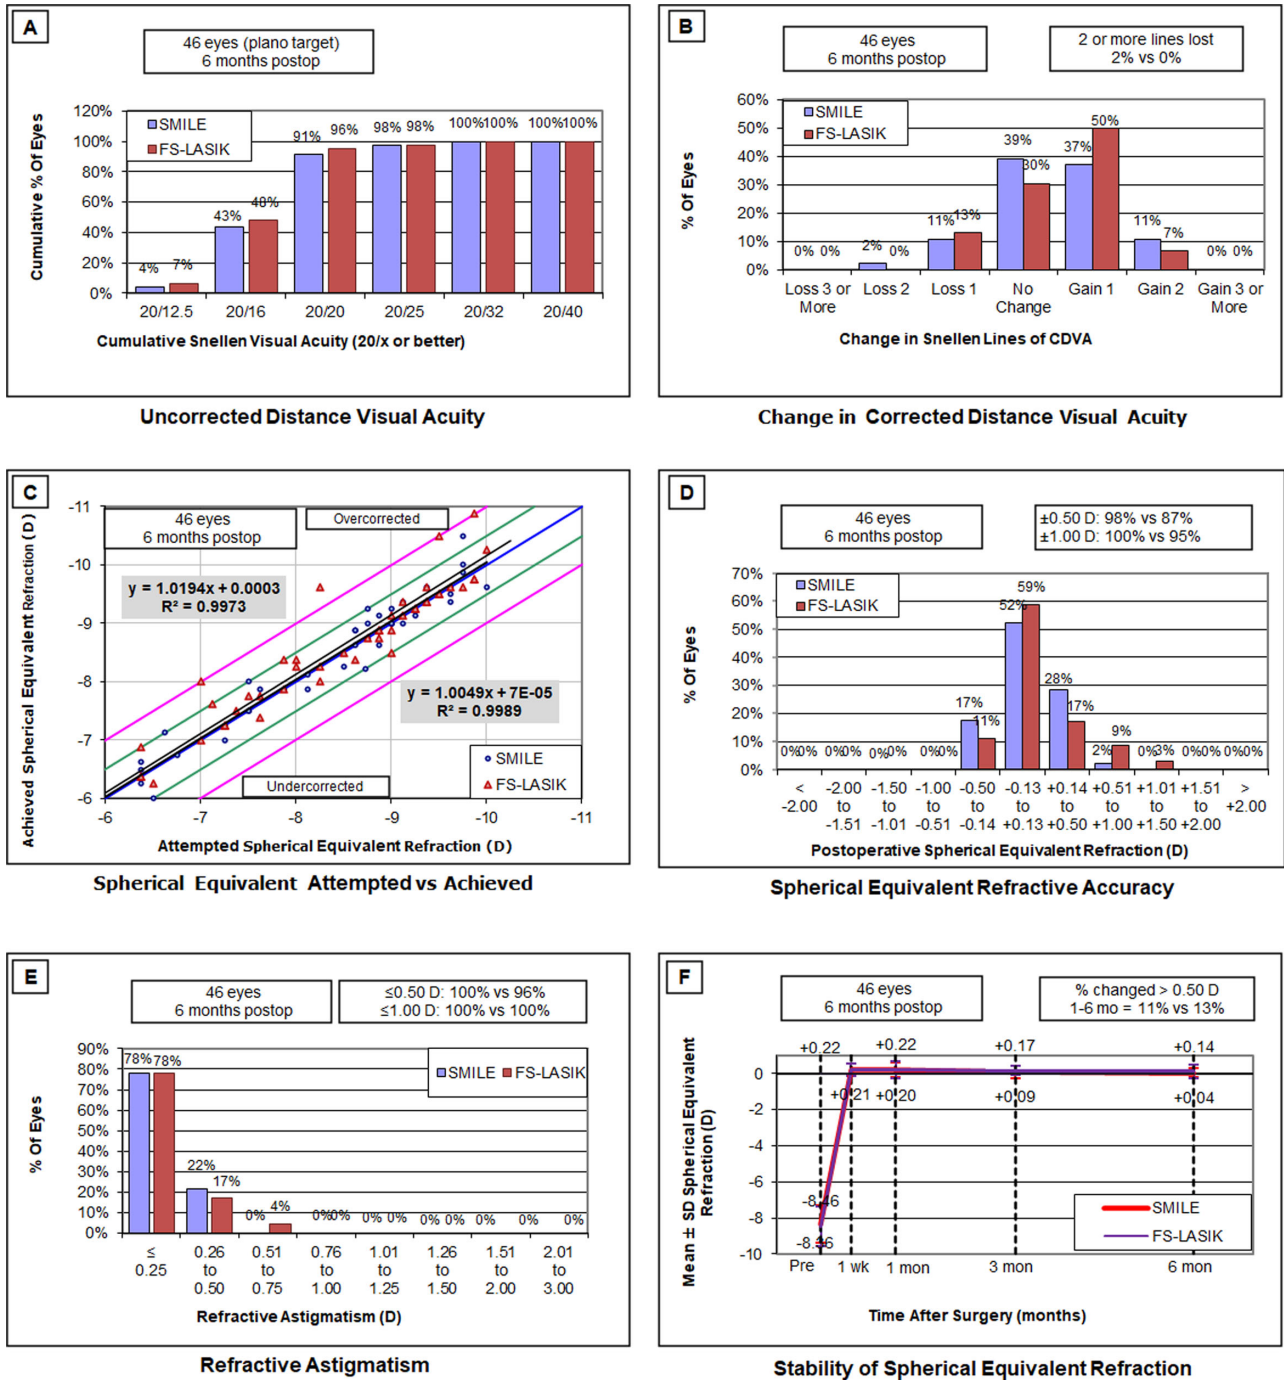 A
46 eyes (plano target)
6 months postop
120%
100%
80%
60%
40%
20%
0%
Cumulative % Of Eyes
SMILE
FS-LASIK
4%
7%
43%
48%
91%
96%
98%
98%
100%
100%
100%
100%
20/12.5
20/16
20/20
20/25
20/32
20/40
Cumulative Snellen Visual Acuity (20/x or better)
Uncorrected Distance Visual Acuity
B
46 eyes
6 months postop
2 or more lines lost
2% vs 0%
60%
50%
40%
30%
20%
10%
0%
% Of Eyes
SMILE
FS-LASIK
0%
0%
2%
0%
11%
13%
39%
30%
37%
50%
11%
7%
0%
0%
Loss 3 or More
Loss 2
Loss 1
No Change
Gain 1
Gain 2
Gain 3 or More
Change in Snellen Lines of CDVA
Change in Corrected Distance Visual Acuity
C
46 eyes
6 months postop
Overcorrected
y = 1.0194x + 0.0003
R² = 0.9973
y = 1.0049x + 7E-05
R² = 0.9989
SMILE
FS-LASIK
Undercorrected
-11
-10
-9
-8
-7
-6
Achieved Spherical Equivalent Refraction (D)
-6
-7
-8
-9
-10
-11
Attempted Spherical Equivalent Refraction (D)
Spherical Equivalent Attempted vs Achieved
D
46 eyes
6 months postop
±0.50 D: 98% vs 87%
±1.00 D: 100% vs 95%
70%
60%
50%
40%
30%
20%
10%
0%
% Of Eyes
SMILE
FS-LASIK
0%
0%
0%
0%
0%
0%
0%
0%
17%
11%
52%
59%
28%
17%
2%
9%
0%
3%
0%
0%
0%
0%
< -2.00
-2.00 to -1.51
-1.50 to -1.01
-1.00 to -0.51
-0.50 to -0.14
-0.13 to +0.13
+0.14 to +0.50
+0.51 to +1.00
+1.01 to +1.50
+1.51 to +2.00
> +2.00
Postoperative Spherical Equivalent Refraction (D)
Spherical Equivalent Refractive Accuracy
E
46 eyes
6 months postop
≤0.50 D: 100% vs 96%
≤1.00 D: 100% vs 100%
90%
80%
70%
60%
50%
40%
30%
20%
10%
0%
% Of Eyes
SMILE
FS-LASIK
78%
78%
22%
17%
0%
4%
0%
0%
0%
0%
0%
0%
0%
0%
0%
≤ 0.25
0.26 to 0.50
0.51 to 0.75
0.76 to 1.00
1.01 to 1.25
1.26 to 1.50
1.51 to 2.00
2.01 to 3.00
Refractive Astigmatism (D)
Refractive Astigmatism
F
46 eyes
6 months postop
% changed > 0.50 D
1-6 mo = 11% vs 13%
+0.22
+0.22
+0.17
+0.14
0
-2
-4
-6
-8
-10
Mean ± SD Spherical Equivalent
Refraction (D)
+0.21
+0.20
+0.09
+0.04
SMILE
FS-LASIK
Pre
1 wk
1 mon
3 mon
6 mon
Time After Surgery (months)
Stability of Spherical Equivalent Refraction